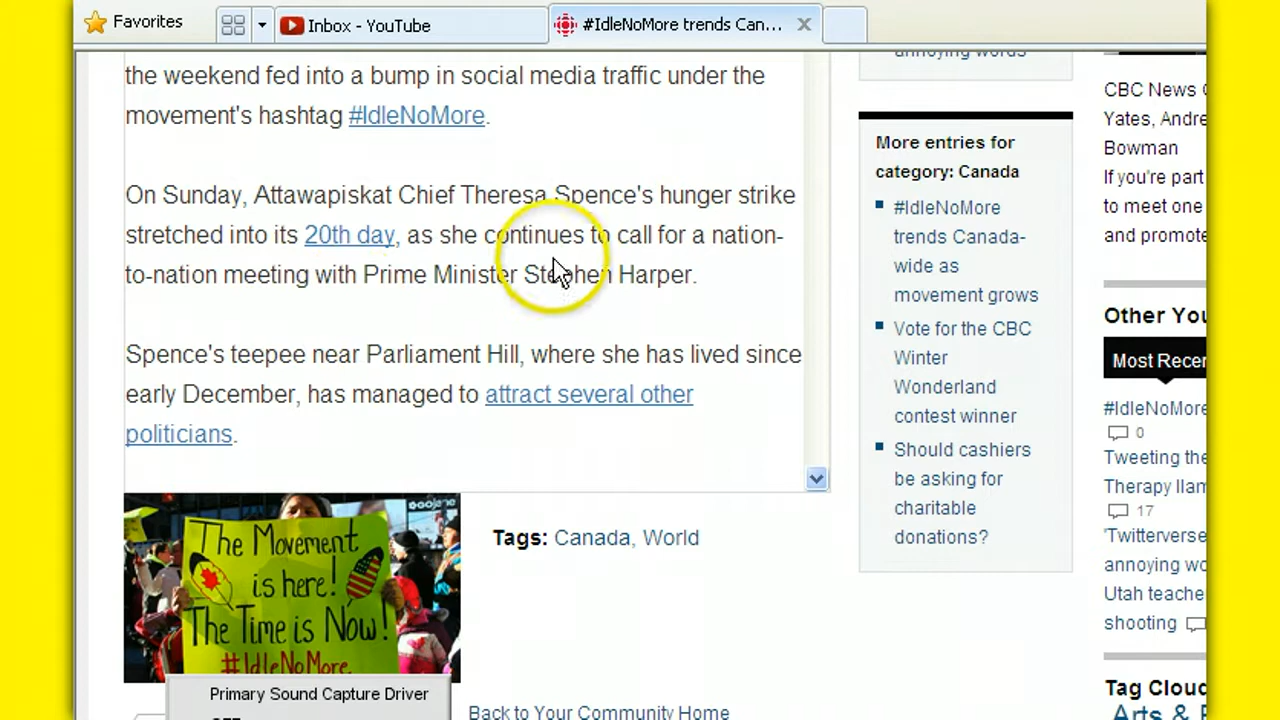 Favorites
Inbox - YouTube
#IdleNoMore trends Can...
the weekend fed into a bump in social media traffic under the
movement's hashtag #IdleNoMore.
On Sunday, Attawapiskat Chief Theresa Spence's hunger strike
stretched into its 20th day, as she continues to call for a nation-
to-nation meeting with Prime Minister Stephen Harper.
Spence's teepee near Parliament Hill, where she has lived since
early December, has managed to attract several other
politicians.
The Movement
is here!
The Time is Now!
#IdleNoMore
Primary Sound Capture Driver
Tags: Canada, World
Back to Your Community Home
annoying words
More entries for
category: Canada
#IdleNoMore
trends Canada-
wide as
movement grows
Vote for the CBC
Winter
Wonderland
contest winner
Should cashiers
be asking for
charitable
donations?
CBC News
Yates, Andre
Bowman
If you're part
to meet one
and promote
Other You
Most Recen
#IdleNoMore
0
Tweeting the
Therapy llam
17
'Twitterverse
annoying wo
Utah teache
shooting
Tag Clou
Arts &